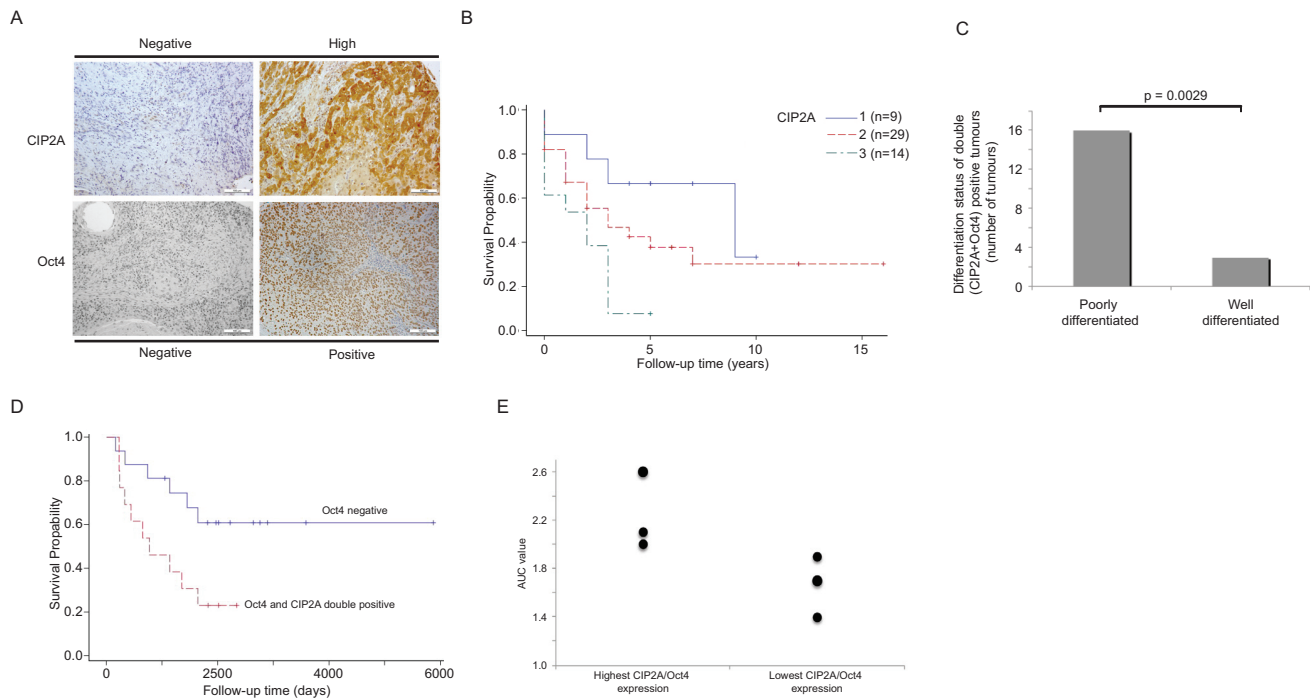 A
Negative
High
CIP2A
Oct4
Negative
Positive
B
Survival Propability
1.0
0.8
0.6
0.4
0.2
0.0
0
5
10
15
Follow-up time (years)
CIP2A
1 (n=9)
2 (n=29)
3 (n=14)
C
Differentiation status of double
(CIP2A+Oct4) positive tumours
(number of tumours)
p = 0.0029
16
12
8
4
0
Poorly
differentiated
Well
differentiated
D
Survival Propability
1.0
0.8
0.6
0.4
0.2
0.0
Oct4 negative
Oct4 and CIP2A double positive
0
2500
4000
6000
Follow-up time (days)
E
AUC value
2.6
2.2
1.8
1.4
1.0
Highest CIP2A/Oct4
expression
Lowest CIP2A/Oct4
expression